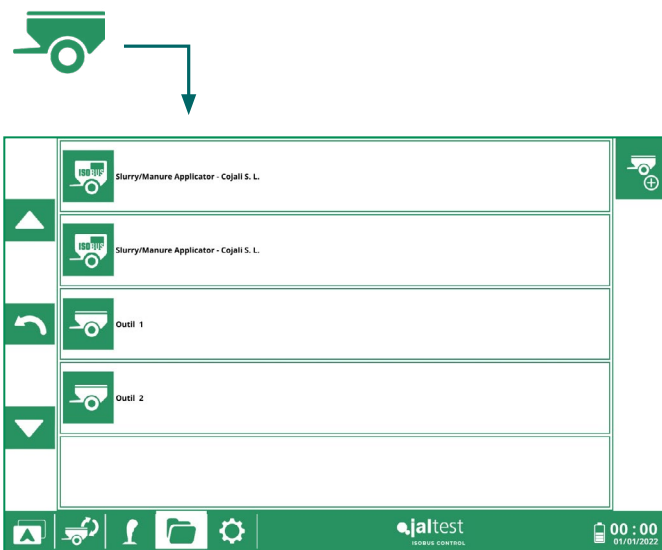 ISOBUS
Slurry/Manure Applicator - Cojali S. L.
ISOBUS
Slurry/Manure Applicator - Cojali S. L.
Outil 1
Outil 2
jaltest
ISOBUS CONTROL
00:00
01/01/2022